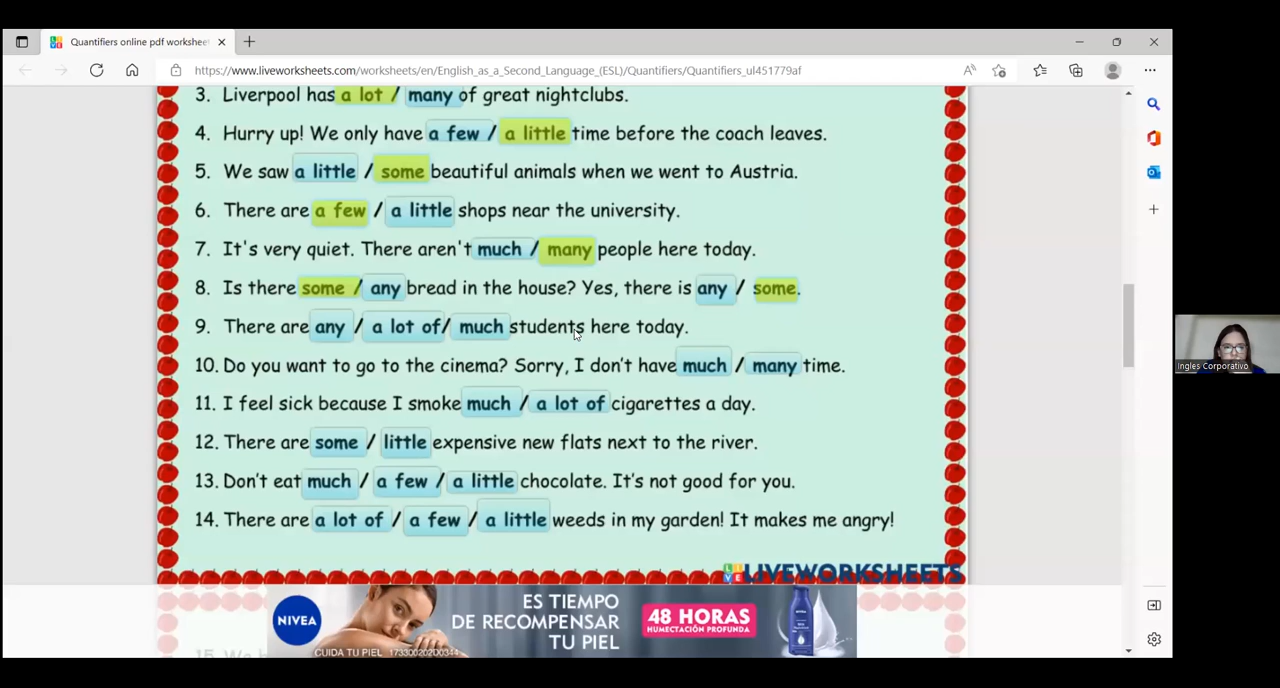 Quantifiers online pdf workshee
https://www.liveworksheets.com/worksheets/en/English_as_a_Second_Language_(ESL)/Quantifiers/Quantifiers_ul451779af
3. Liverpool has a lot / many of great nightclubs.
4. Hurry up! We only have a few / a little time before the coach leaves.
5. We saw a little / some beautiful animals when we went to Austria.
6. There are a few / a little shops near the university.
7. It's very quiet. There aren't much / many people here today.
8. Is there some / any bread in the house? Yes, there is any / some.
9. There are any / a lot of/ much students here today.
10. Do you want to go to the cinema? Sorry, I don't have much / many time.
11. I feel sick because I smoke much / a lot of cigarettes a day.
12. There are some / little expensive new flats next to the river.
13. Don't eat much / a few / a little chocolate. It's not good for you.
14. There are a lot of / a few / a little weeds in my garden! It makes me angry!
LIVE LIVEWORKSHEETS
NIVEA
ES TIEMPO
DE RECOMPENSAR
TU PIEL
48 HORAS
HUMECTACIÓN PROFUNDA
CUIDA TU PIEL 17330020200344
Ingles Corporativo